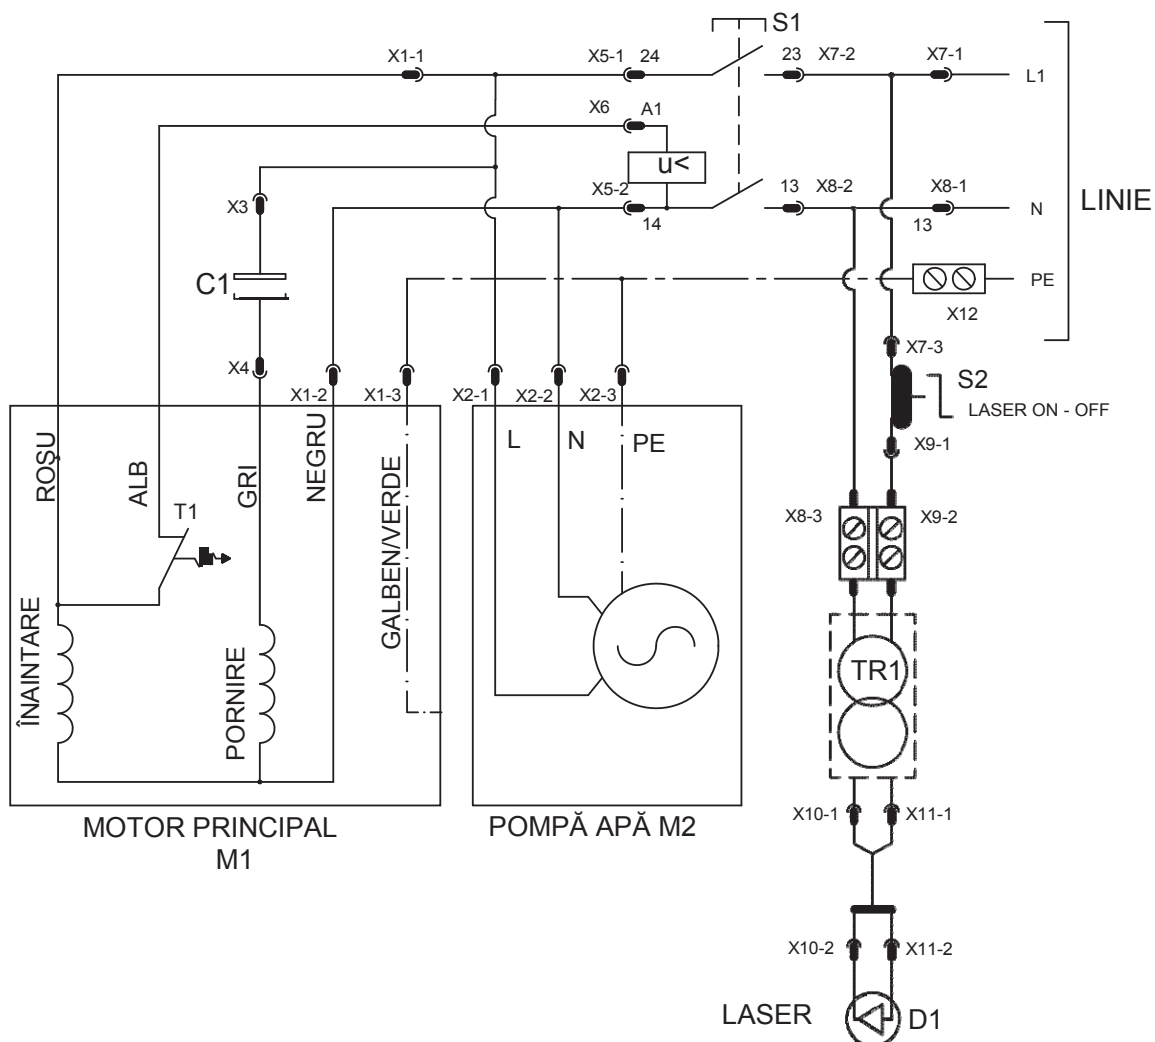 S1
X1-1
X5-1
24
23
X7-2
X7-1
L1
X6
A1
u<
X5-2
14
13
X8-2
X8-1
13
N
LINIE
X3
C1
PE
X12
X4
X7-3
S2
LASER ON - OFF
X1-2
X1-3
X2-1
X2-2
X2-3
X9-1
ROȘU
ALB
GRI
NEGRU
GALBEN/VERDE
L
N
PE
T1
X8-3
X9-2
ÎNAINTARE
PORNIRE
TR1
MOTOR PRINCIPAL
M1
POMPĂ APĂ M2
X10-1
X11-1
X10-2
X11-2
LASER
D1